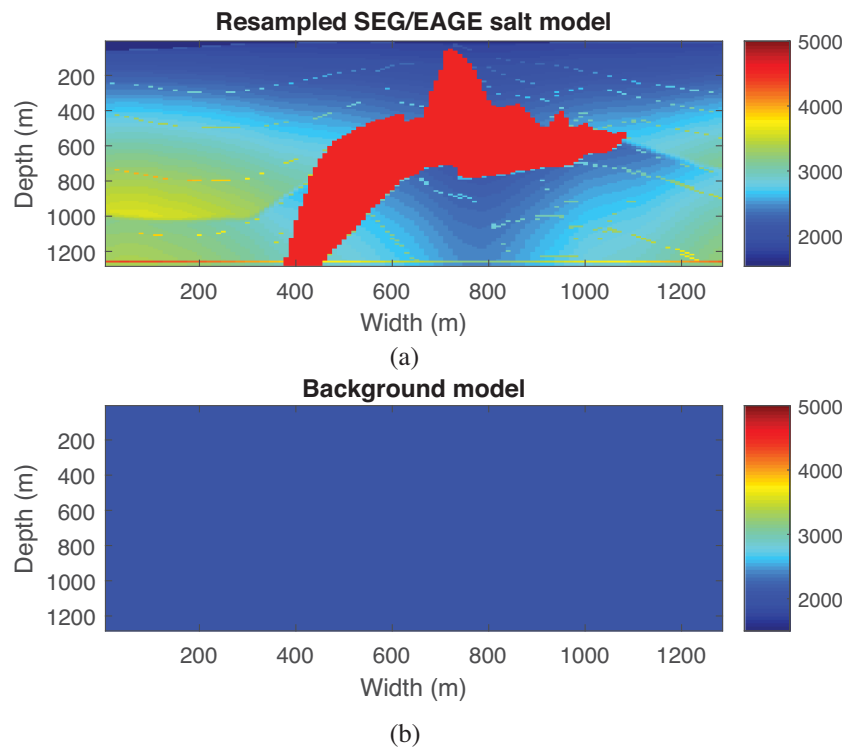 Resampled SEG/EAGE salt model
Depth (m)
200
400
600
800
1000
1200
200 400 600 800 1000 1200
Width (m)
5000
4000
3000
2000
(a)
Background model
Depth (m)
200
400
600
800
1000
1200
200 400 600 800 1000 1200
Width (m)
5000
4000
3000
2000
(b)